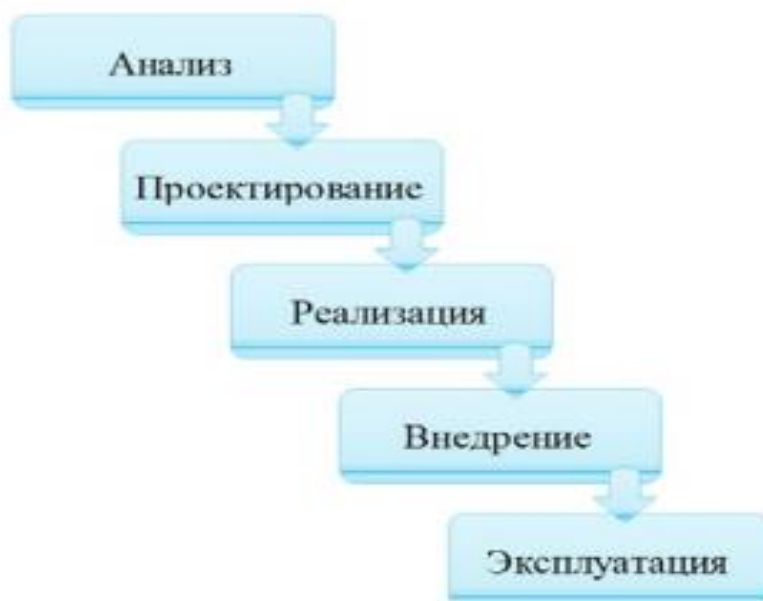 Анализ
Проектирование
Реализация
Внедрение
Эксплуатация